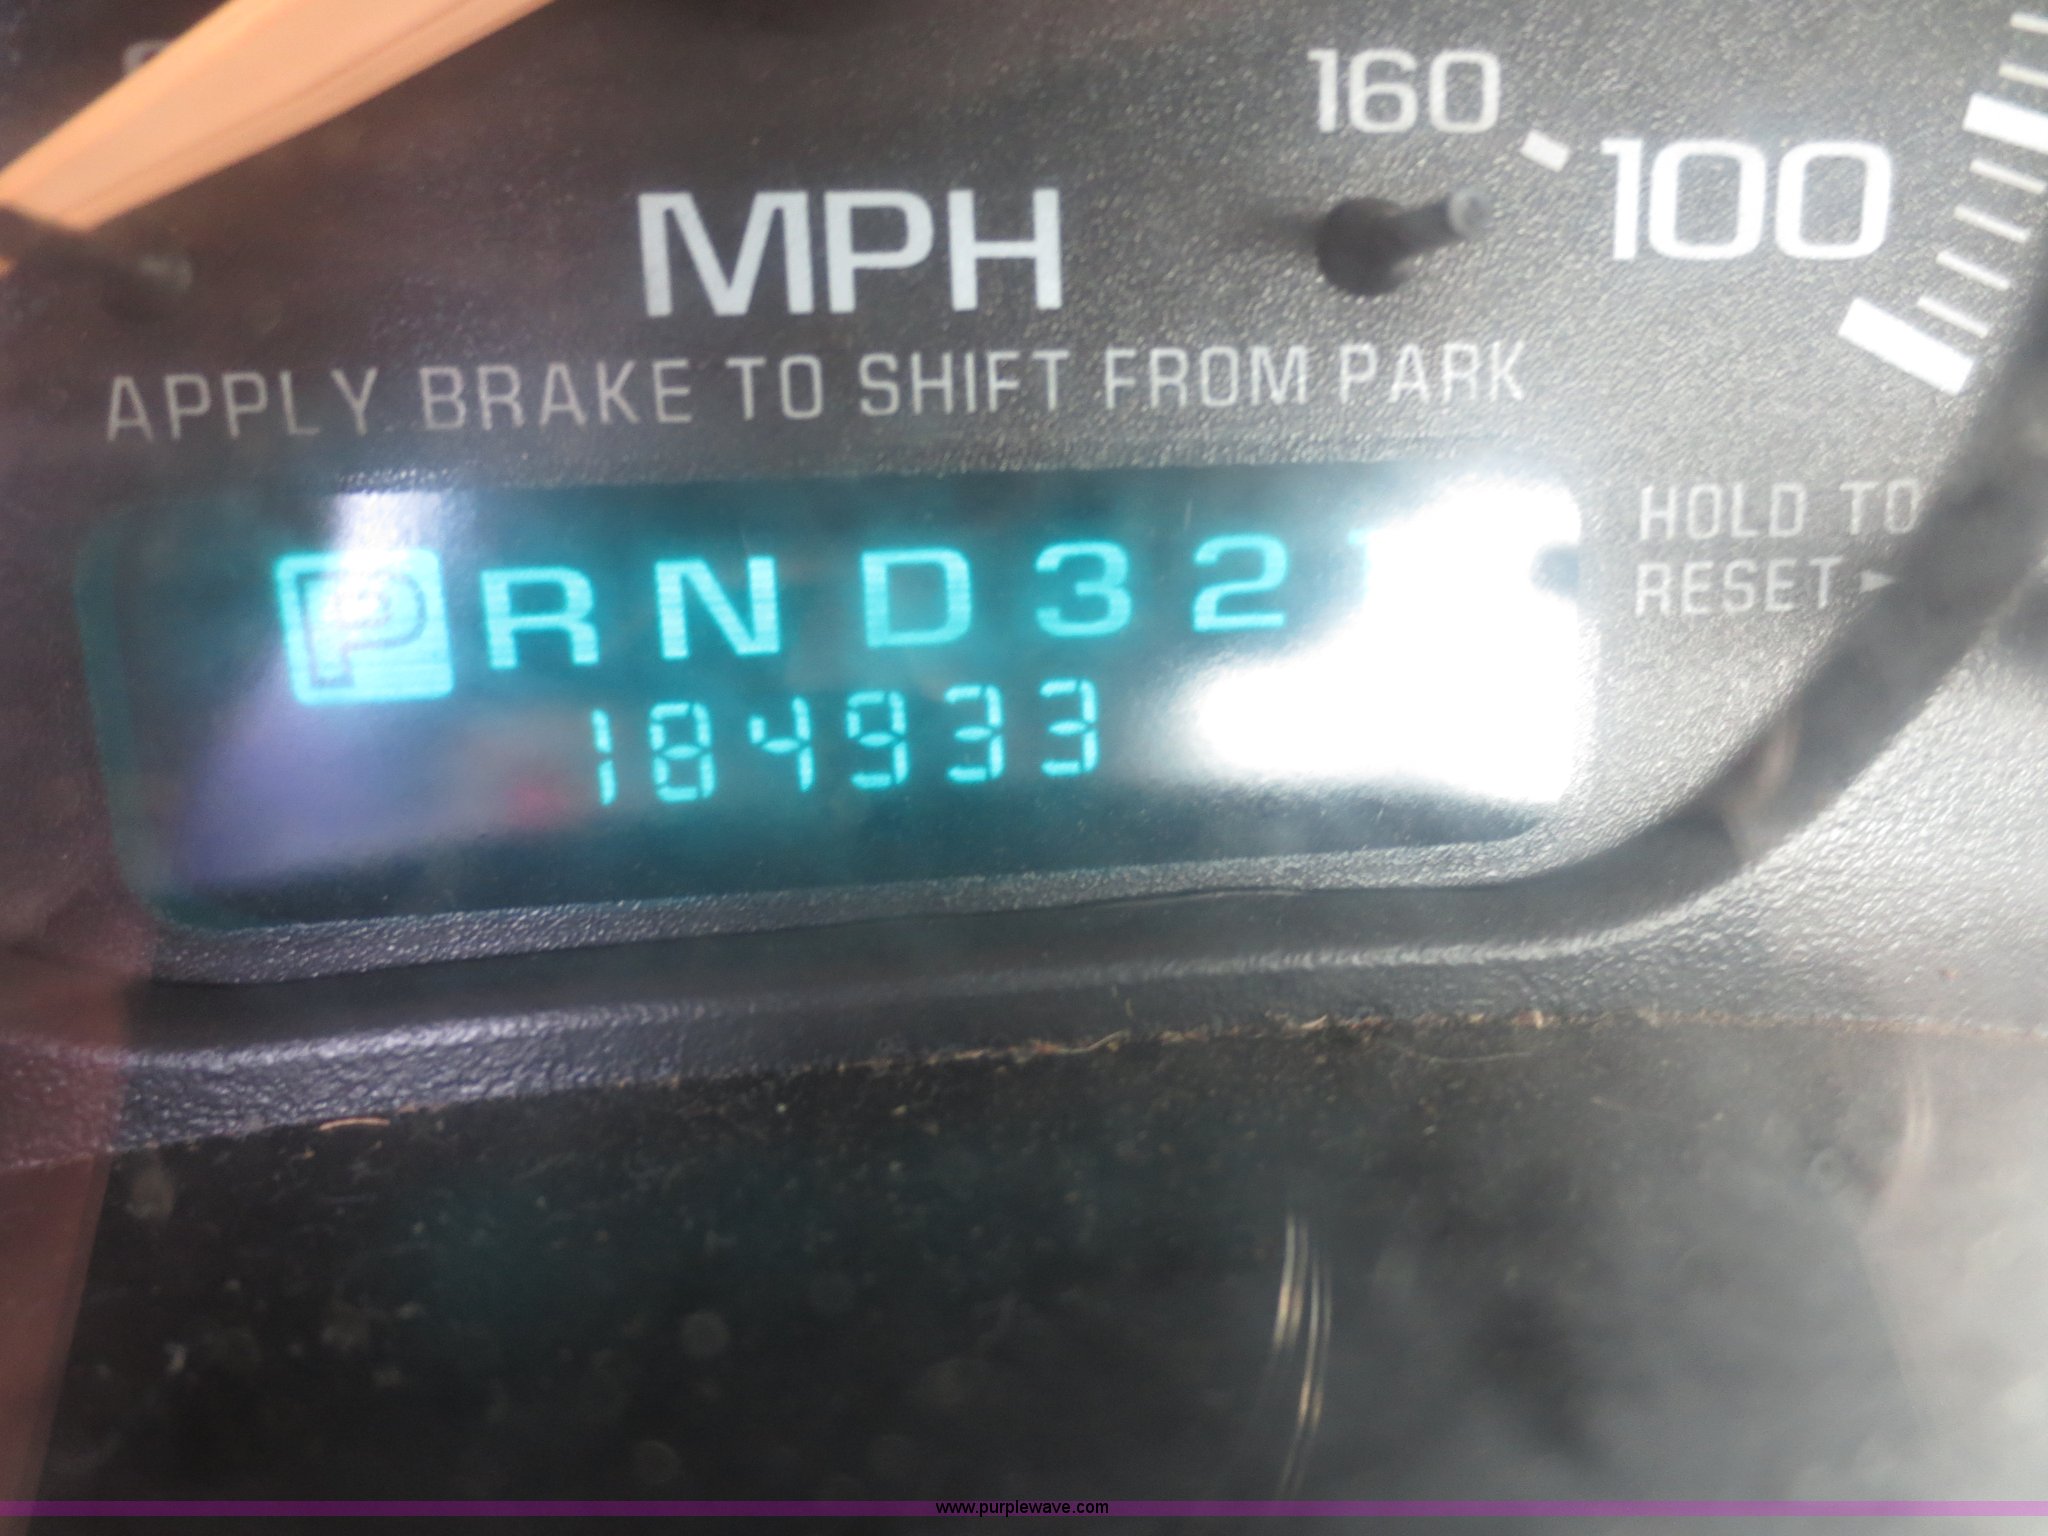 160
100
MPH
APPLY BRAKE TO SHIFT FROM PARK
HOLD TO
RESET ►
P R N D 3 2
184933
www.purplewave.com